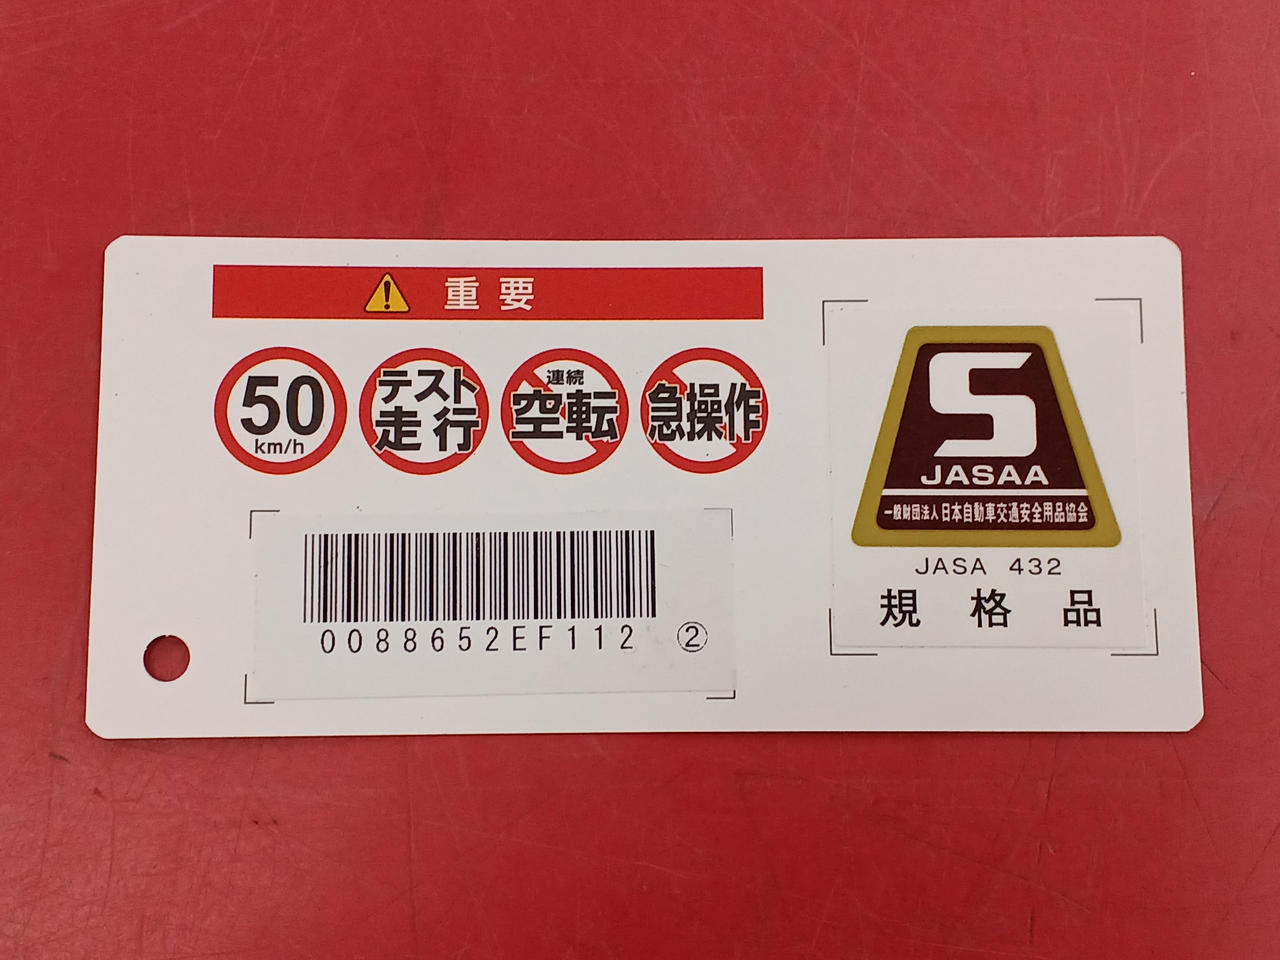 重要
50
km/h
テスト
走行
連続
空転
急操作
0088652EF112 ②
S
JASAA
一般財団法人 日本自動車交通安全用品協会
JASA 432
規格品